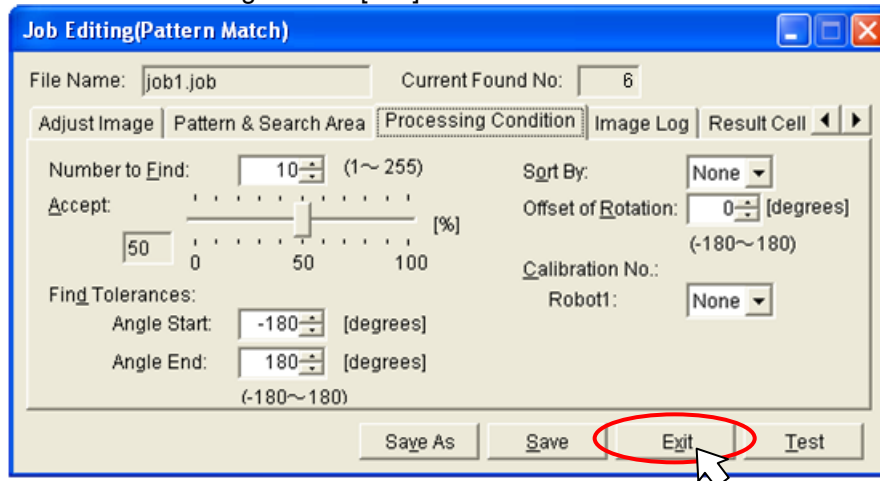 Job Editing(Pattern Match)
File Name: job1.job Current Found No: 6
Adjust Image Pattern & Search Area Processing Condition Image Log Result Cell
Number to Find: 10 (1~ 255) Sort By: None
Accept: [%] Offset of Rotation: 0 [degrees]
50 0 50 100 (-180~180)
Calibration No.:
Find Tolerances: Robot1: None
Angle Start: -180 [degrees]
Angle End: 180 [degrees]
(-180~180)
Save As Save Exit Test